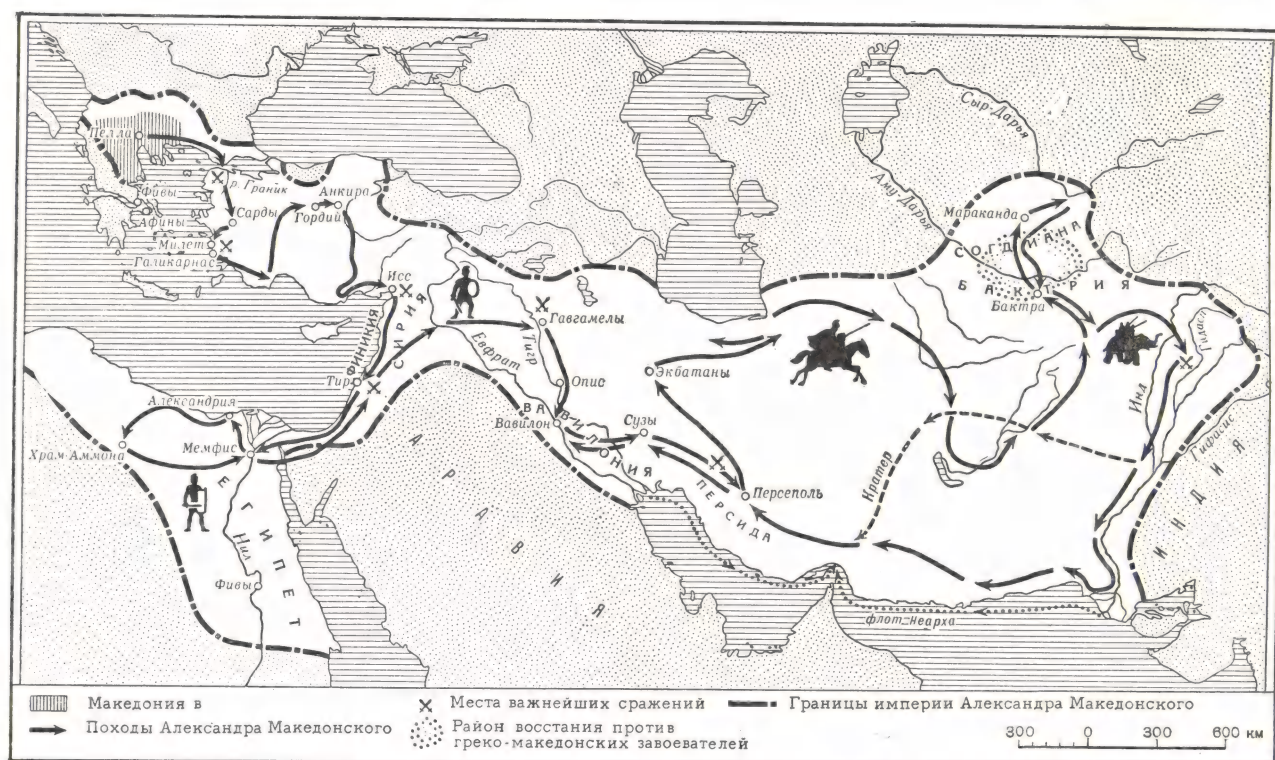 Пелла
р. Граник
Фивы
Афины
Сарды
Милет
Галикарнас
Гордий
Анкира
Исс
ФИНИКИЯ
СИРИЯ
Тир
Александрия
Мемфис
Храм Аммона
ЕГИПЕТ
Нил
Фивы
АРАВИЯ
Евфрат
Тигр
Гавгамелы
Опис
Вавилон
ВАВИЛОНИЯ
Сузы
Экбатаны
ПЕРСИДА
Персеполь
Сыр-Дарья
Аму-Дарья
Мараканда
СОГДИАНА
БАКТРИЯ
Бактра
Гидасп
Инд
Гифасис
ИНДИЯ
Кратер
флот Неарха
Македония в
Походы Александра Македонского
Места важнейших сражений
Район восстания против
греко-македонских завоевателей
Границы империи Александра Македонского
300 0 300 600 км